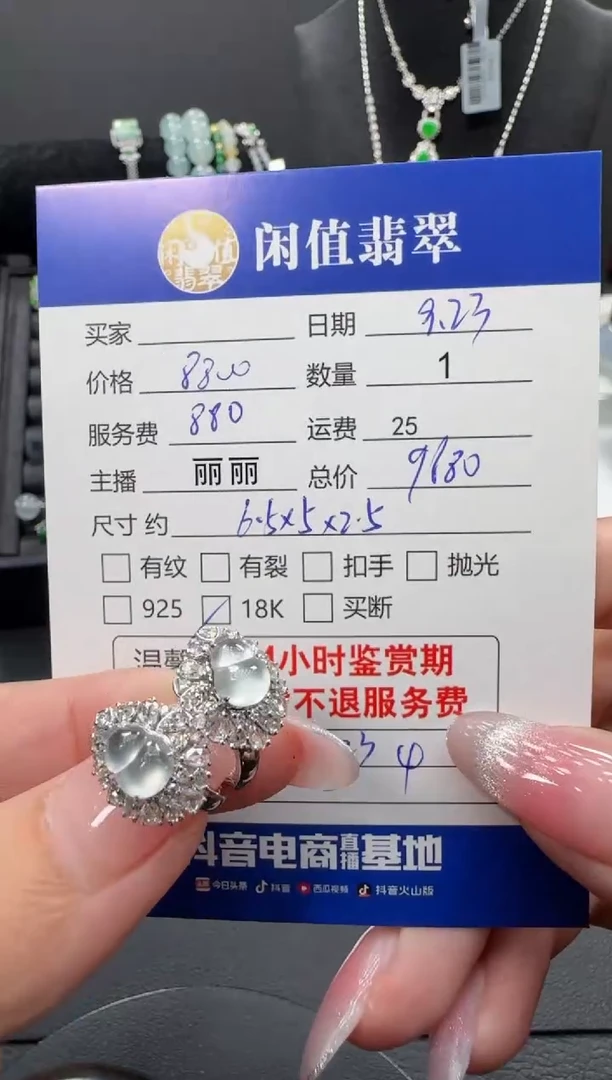 闲值翡翠
闲值翡翠
买家 日期 9.23
价格 8300 数量 1
服务费 880 运费 25
主播 丽丽 总价 9180
尺寸 约 6.5x5x2.5
有纹 有裂 扣手 抛光
925 18K 买断
温馨 小时鉴赏期
不退服务费
34
抖音电商直播基地
今日头条 抖音 西瓜视频 抖音火山版